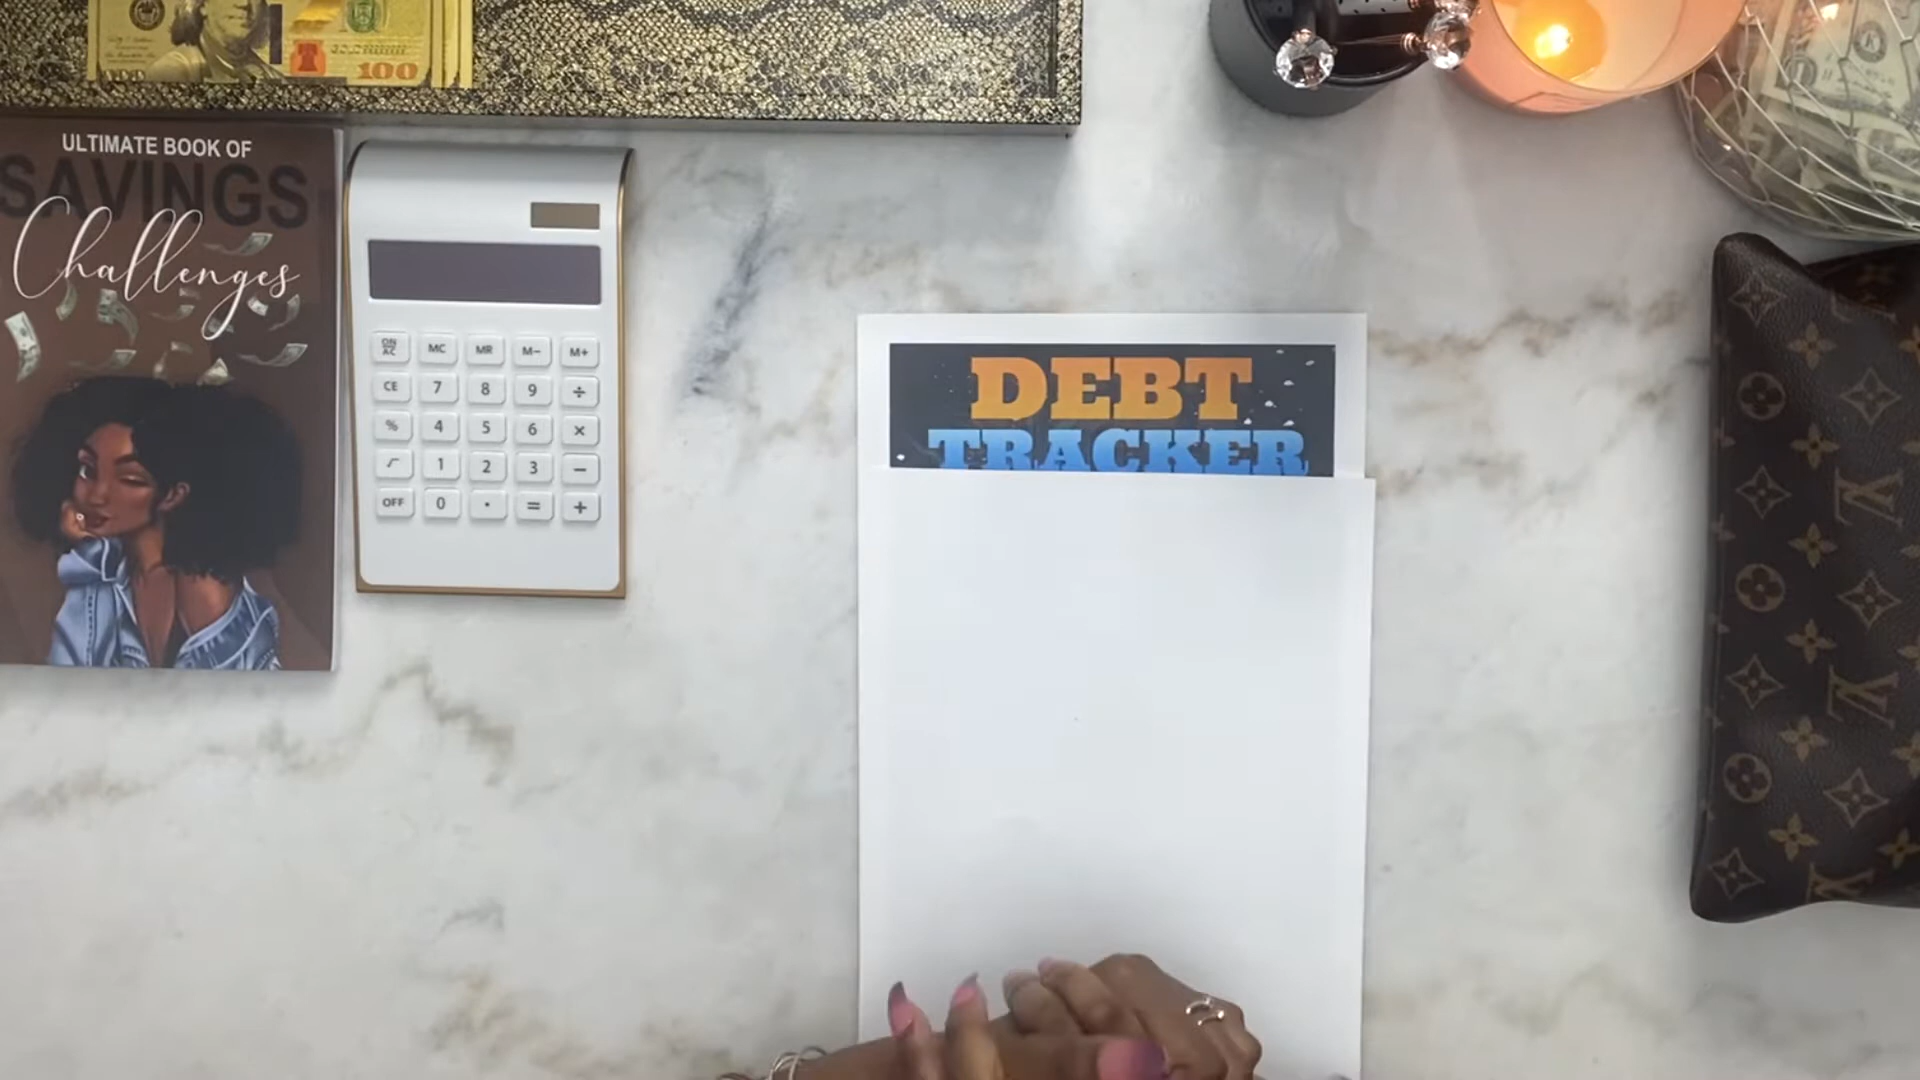 100
ULTIMATE BOOK OF
SAVINGS
Challenges
ON
AC
MC
MR
M−
M+
CE
7
8
9
÷
%
4
5
6
×
√
1
2
3
−
OFF
0
.
=
+
DEBT
TRACKER